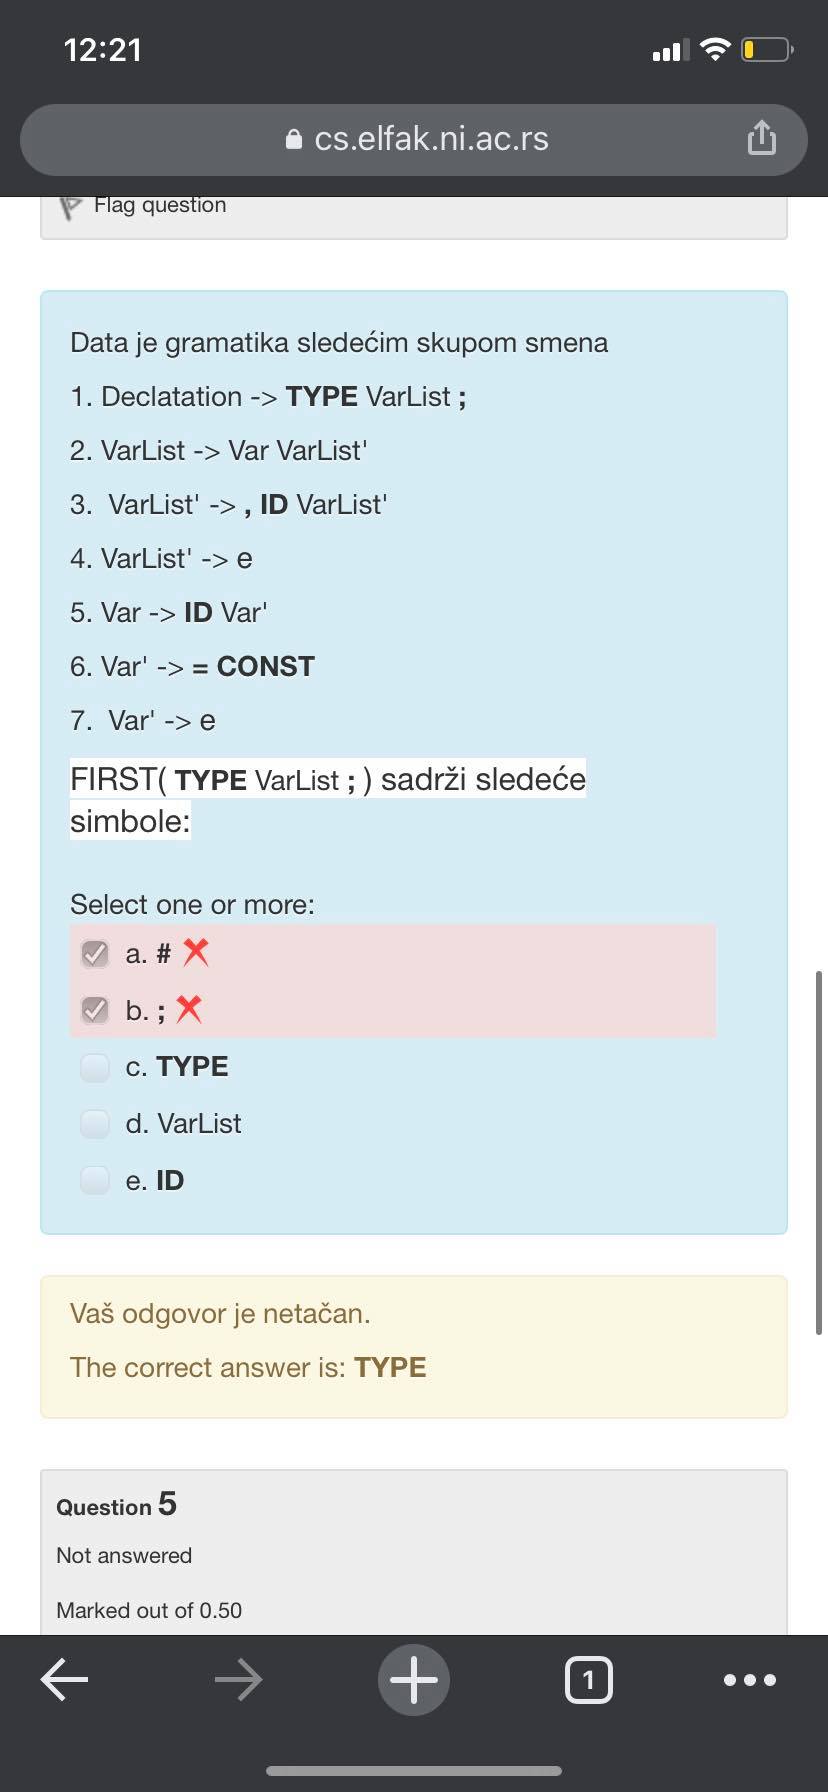 12:21
cs.elfak.ni.ac.rs
Flag question
Data je gramatika sledećim skupom smena
1. Declatation -> TYPE VarList ;
2. VarList -> Var VarList'
3.  VarList' -> , ID VarList'
4. VarList' -> e
5. Var -> ID Var'
6. Var' -> = CONST
7.  Var' -> e
FIRST( TYPE VarList ; ) sadrži sledeće
simbole:
Select one or more:
a. #
b. ;
c. TYPE
d. VarList
e. ID
Vaš odgovor je netačan.
The correct answer is: TYPE
Question 5
Not answered
Marked out of 0.50
1